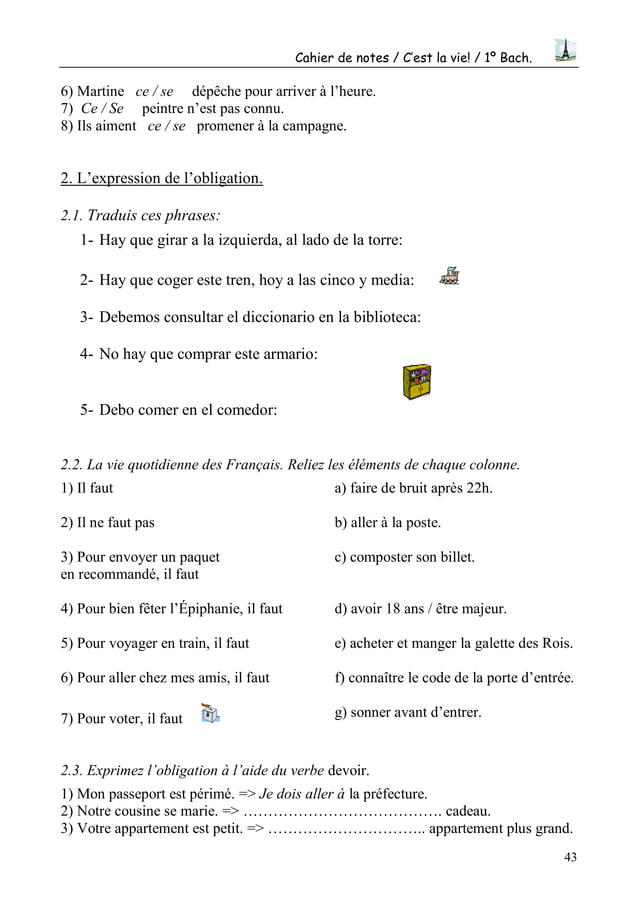 Cahier de notes / C'est la vie! / 1º Bach.
6) Martine ce / se dépêche pour arriver à l'heure.
7) Ce / Se peintre n'est pas connu.
8) Ils aiment ce / se promener à la campagne.
2. L'expression de l'obligation.
2.1. Traduis ces phrases:
1- Hay que girar a la izquierda, al lado de la torre:
2- Hay que coger este tren, hoy a las cinco y media:
3- Debemos consultar el diccionario en la biblioteca:
4- No hay que comprar este armario:
5- Debo comer en el comedor:
2.2. La vie quotidienne des Français. Reliez les éléments de chaque colonne.
1) Il faut a) faire de bruit après 22h.
2) Il ne faut pas b) aller à la poste.
3) Pour envoyer un paquet c) composter son billet.
en recommandé, il faut
4) Pour bien fêter l'Épiphanie, il faut d) avoir 18 ans / être majeur.
5) Pour voyager en train, il faut e) acheter et manger la galette des Rois.
6) Pour aller chez mes amis, il faut f) connaître le code de la porte d'entrée.
7) Pour voter, il faut g) sonner avant d'entrer.
2.3. Exprimez l'obligation à l'aide du verbe devoir.
1) Mon passeport est périmé. => Je dois aller à la préfecture.
2) Notre cousine se marie. => …………………………………. cadeau.
3) Votre appartement est petit. => ………………………….. appartement plus grand.
43